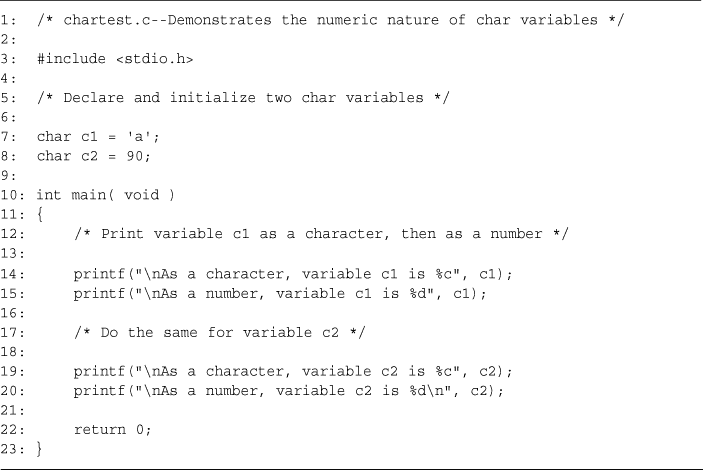 1:  /* chartest.c--Demonstrates the numeric nature of char variables */
2:
3:  #include <stdio.h>
4:
5:  /* Declare and initialize two char variables */
6:
7:  char c1 = 'a';
8:  char c2 = 90;
9:
10: int main( void )
11: {
12:     /* Print variable c1 as a character, then as a number */
13:
14:     printf("\nAs a character, variable c1 is %c", c1);
15:     printf("\nAs a number, variable c1 is %d", c1);
16:
17:     /* Do the same for variable c2 */
18:
19:     printf("\nAs a character, variable c2 is %c", c2);
20:     printf("\nAs a number, variable c2 is %d\n", c2);
21:
22:     return 0;
23: }